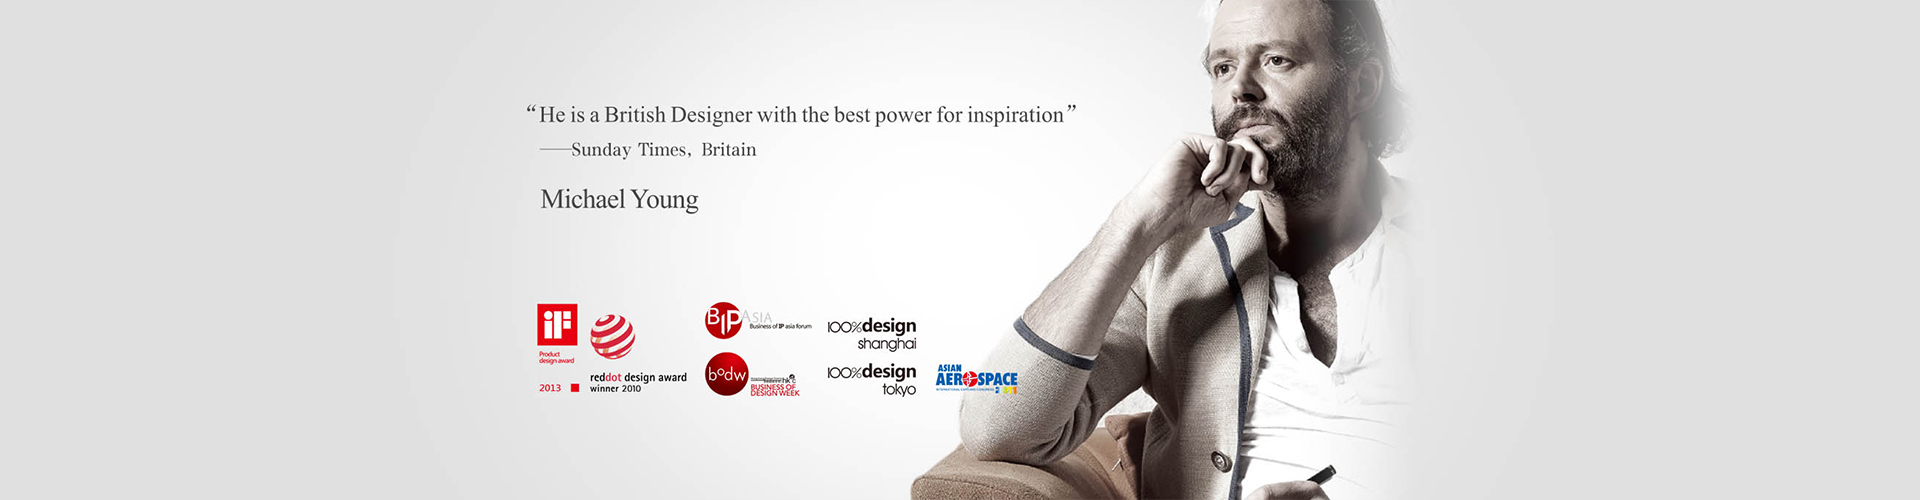 “He is a British Designer with the best power for inspiration”
——Sunday Times, Britain
Michael Young
iF
Product
design award
2013
reddot design award
winner 2010
BIP ASIA
Business of IP asia forum
bodw
BUSINESS OF
DESIGN WEEK
100%design
shanghai
100%design
tokyo
ASIAN
AEROSPACE